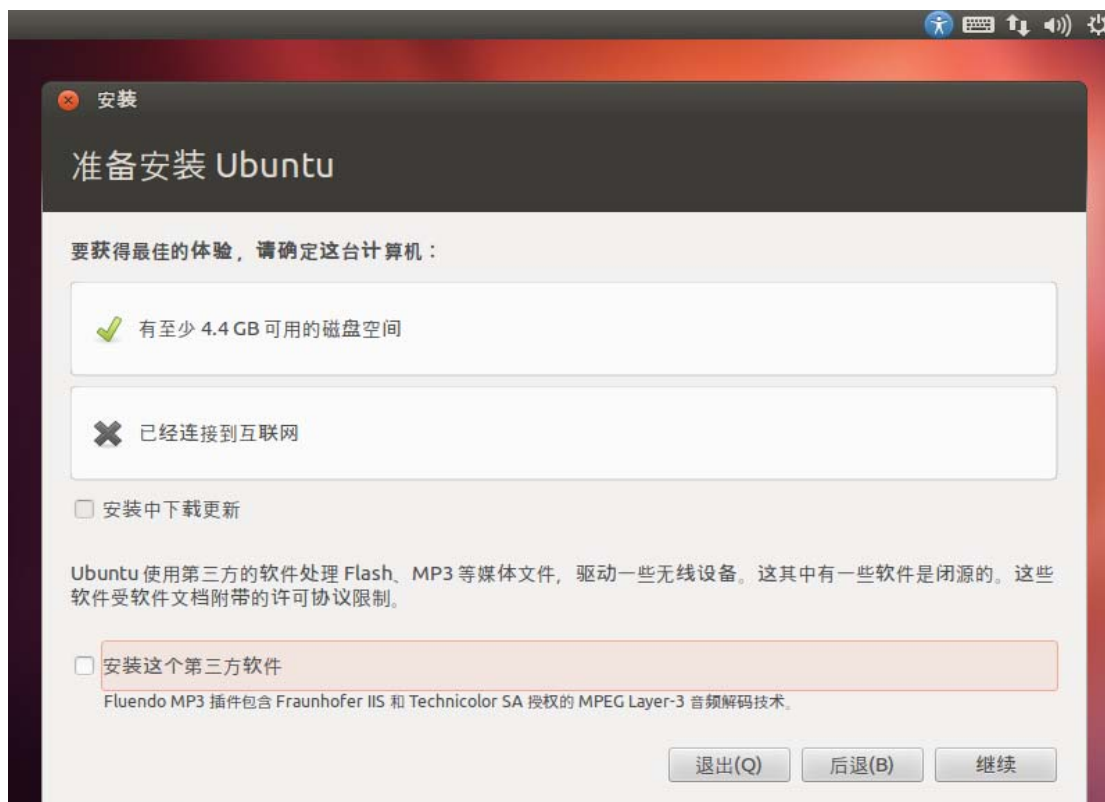 安装
准备安装 Ubuntu
要获得最佳的体验，请确定这台计算机：
有至少 4.4 GB 可用的磁盘空间
已经连接到互联网
安装中下载更新
Ubuntu 使用第三方的软件处理 Flash、MP3 等媒体文件，驱动一些无线设备。这其中有一些软件是闭源的。这些
软件受软件文档附带的许可协议限制。
安装这个第三方软件
Fluendo MP3 插件包含 Fraunhofer IIS 和 Technicolor SA 授权的 MPEG Layer-3 音频解码技术。
退出(Q) 后退(B) 继续